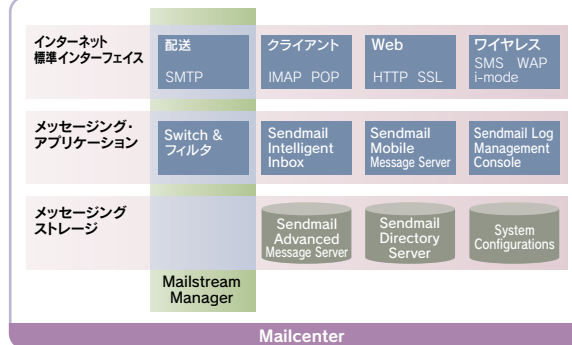 インターネット
標準インターフェイス
配送
SMTP
クライアント
IMAP POP
Web
HTTP SSL
ワイヤレス
SMS WAP
i-mode
メッセージング・
アプリケーション
Switch &
フィルタ
Sendmail
Intelligent
Inbox
Sendmail
Mobile
Message Server
Sendmail Log
Management
Console
メッセージング
ストレージ
Sendmail
Advanced
Message Server
Sendmail
Directory
Server
System
Configurations
Mailstream
Manager
Mailcenter